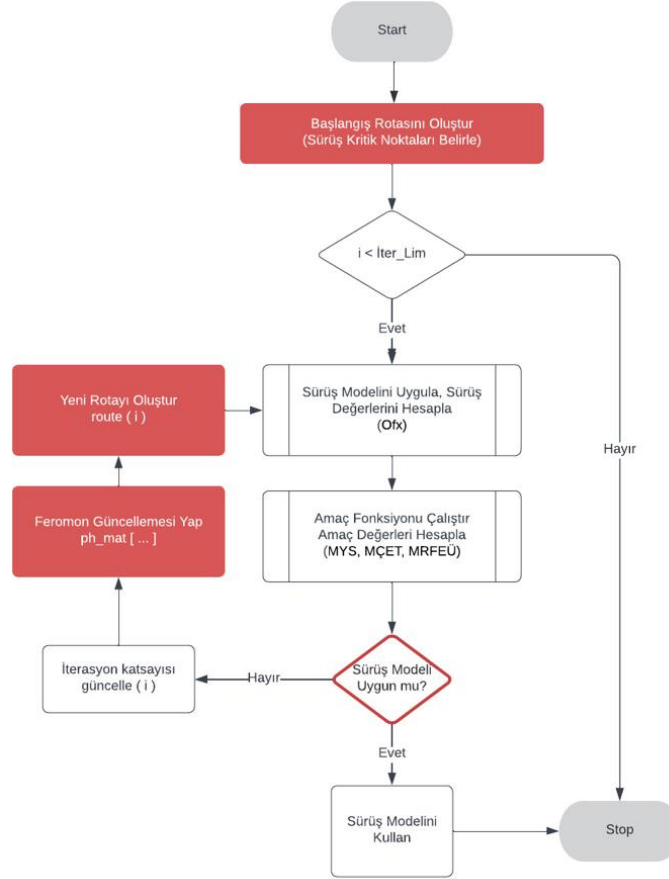 Start
Başlangış Rotasını Oluştur
(Sürüş Kritik Noktaları Belirle)
i < İter_Lim
Evet
Yeni Rotayı Oluştur
route ( i )
Sürüş Modelini Uygula, Sürüş
Değerlerini Hesapla
(Ofx)
Hayır
Feromon Güncellemesi Yap
ph_mat [ ... ]
Amaç Fonksiyonu Çalıştır
Amaç Değerleri Hesapla
(MYS, MÇET, MRFEÜ)
İterasyon katsayısı
güncelle ( i )
Hayır
Sürüş Modeli
Uygun mu?
Evet
Sürüş Modelini
Kullan
Stop